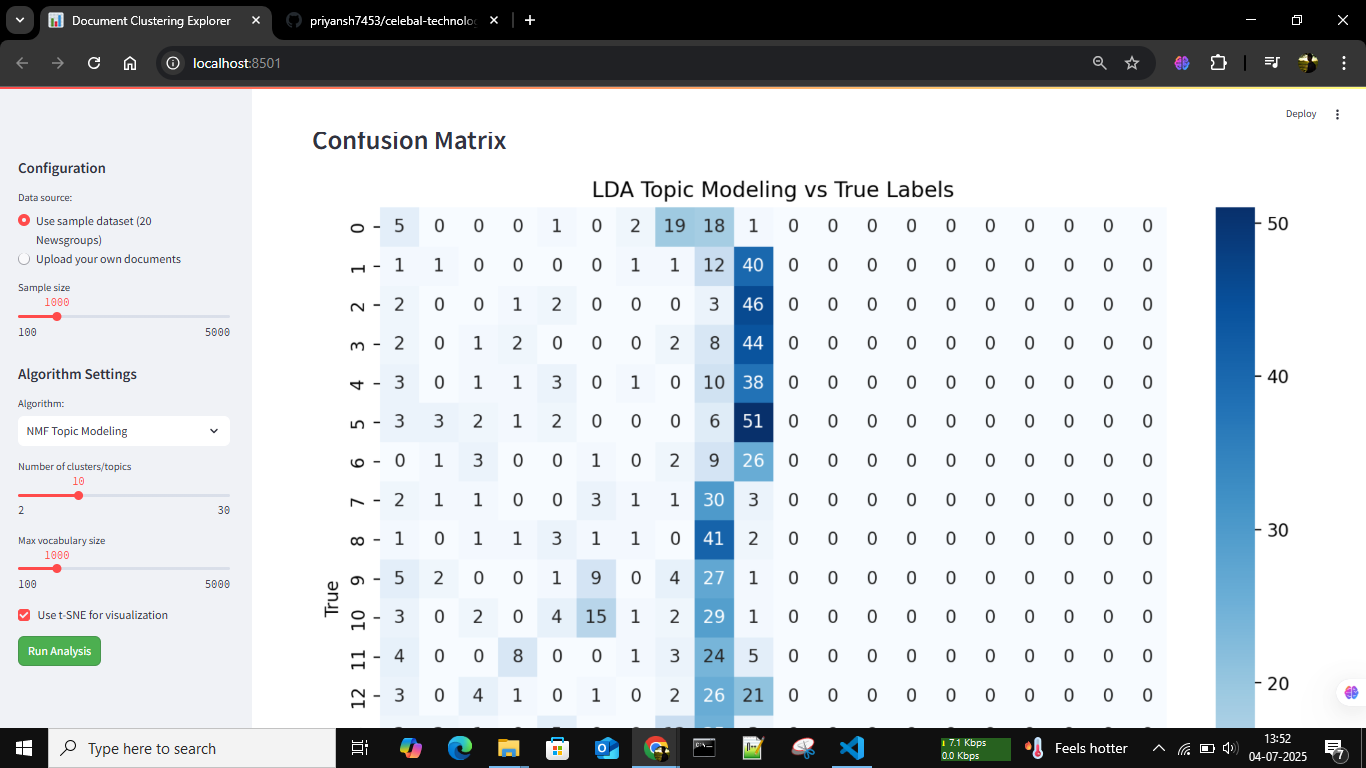 Document Clustering Explorer
priyansh7453/celebal-technolo
localhost:8501
Deploy
Configuration
Data source:
Use sample dataset (20
Newsgroups)
Upload your own documents
Sample size
1000
100 5000
Algorithm Settings
Algorithm:
NMF Topic Modeling
Number of clusters/topics
10
2 30
Max vocabulary size
1000
100 5000
Use t-SNE for visualization
Run Analysis
Confusion Matrix
LDA Topic Modeling vs True Labels
0 5 0 0 0 1 0 2 19 18 1 0 0 0 0 0 0 0 0 0 0
1 1 1 0 0 0 0 1 1 12 40 0 0 0 0 0 0 0 0 0 0
2 2 0 0 1 2 0 0 0 3 46 0 0 0 0 0 0 0 0 0 0
3 2 0 1 2 0 0 0 2 8 44 0 0 0 0 0 0 0 0 0 0
4 3 0 1 1 3 0 1 0 10 38 0 0 0 0 0 0 0 0 0 0
5 3 3 2 1 2 0 0 0 6 51 0 0 0 0 0 0 0 0 0 0
6 0 1 3 0 0 1 0 2 9 26 0 0 0 0 0 0 0 0 0 0
7 2 1 1 0 0 3 1 1 30 3 0 0 0 0 0 0 0 0 0 0
8 1 0 1 1 3 1 1 0 41 2 0 0 0 0 0 0 0 0 0 0
9 5 2 0 0 1 9 0 4 27 1 0 0 0 0 0 0 0 0 0 0
10 3 0 2 0 4 15 1 2 29 1 0 0 0 0 0 0 0 0 0 0
11 4 0 0 8 0 0 1 3 24 5 0 0 0 0 0 0 0 0 0 0
12 3 0 4 1 0 1 0 2 26 21 0 0 0 0 0 0 0 0 0 0
True
50
40
30
20
Type here to search
7.1 Kbps
0.0 Kbps
Feels hotter
13:52
04-07-2025
7